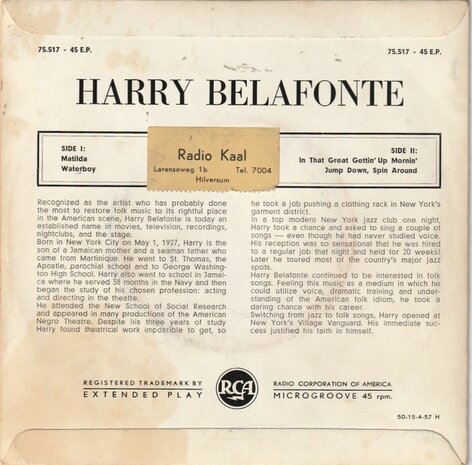 75.517 - 45 E.P.
75.517 - 45 E.P.
HARRY BELAFONTE
SIDE I:
Matilda
Waterboy
Radio Kaal
Larenseweg 1b Tel. 7004
Hilversum
SIDE II:
In That Great Gettin' Up Mornin'
Jump Down, Spin Around
Recognized as the artist who has probably done
the most to restore folk music to its rightful place
in the American scene, Harry Belafonte is today an
established name in movies, television, recordings,
nightclubs, and the stage.
Born in New York City on May 1, 1927, Harry is the
son of a Jamaican mother and a seaman father who
came from Martinique. He went to St. Thomas, the
Apostle, parochial school and to George Washing-
ton High School. Harry also went to school in Jamai-
ca where he served 38 months in the Navy and then
began the study of his chosen profession: acting
and directing in the theatre.
He attended the New School of Social Research
and appeared in many productions of the American
Negro Theatre. Despite his three years of study
Harry found theatrical work impossible to get, so
he took a job pushing a clothing rack in New York's
garment district.
In a top modern New York jazz club one night,
Harry took a chance and asked to sing a couple of
songs — even though he had never studied voice.
His reception was so sensational that he was hired
to a regular job that night and held for 20 weeks!
Later he toured most of the country's major jazz
spots.
Harry Belafonte continued to be interested in folk
songs. Feeling this music as a medium in which he
could utilize voice, dramatic training and under-
standing of the American folk idiom, he took a
daring chance with his career.
Switching from jazz to folk songs, Harry opened at
New York's Village Vanguard. His immediate suc-
cess justified his faith in himself.
REGISTERED TRADEMARK BY
EXTENDED PLAY
RCA
RADIO CORPORATION OF AMERICA
MICROGROOVE 45 rpm.
50-15-4-57 H